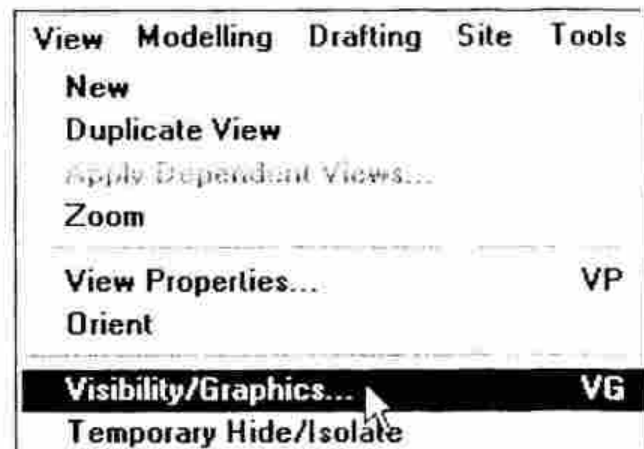 View Modelling Drafting Site Tools
New
Duplicate View
Apply Dependent Views...
Zoom
View Properties... VP
Orient
Visibility/Graphics... VG
Temporary Hide/Isolate